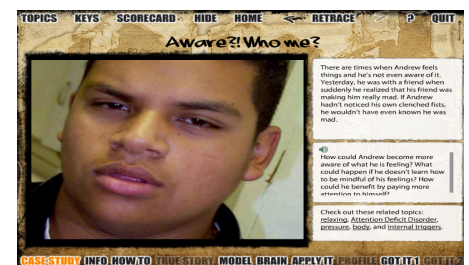 TOPICS KEYS SCORECARD HIDE HOME RETRACE ? QUIT
Aware?! Who me?
There are times when Andrew feels
things and he's not even aware of it.
Yesterday, he was with a friend when
suddenly he realized that his friend was
making him really mad. If Andrew
hadn't noticed his own clenched fists,
he wouldn't have even known he was
mad.
How could Andrew become more
aware of what he is feeling? What
could happen if he doesn't learn how
to be mindful of his feelings? How
could he benefit by paying more
attention to himself?
Check out these related topics:
relaxing, Attention Deficit Disorder,
pressure, body, and internal triggers.
CASE STUDY INFO HOW TO TRUE STORY MODEL BRAIN APPLY IT PROFILE GOT IT 1 GOT IT 2